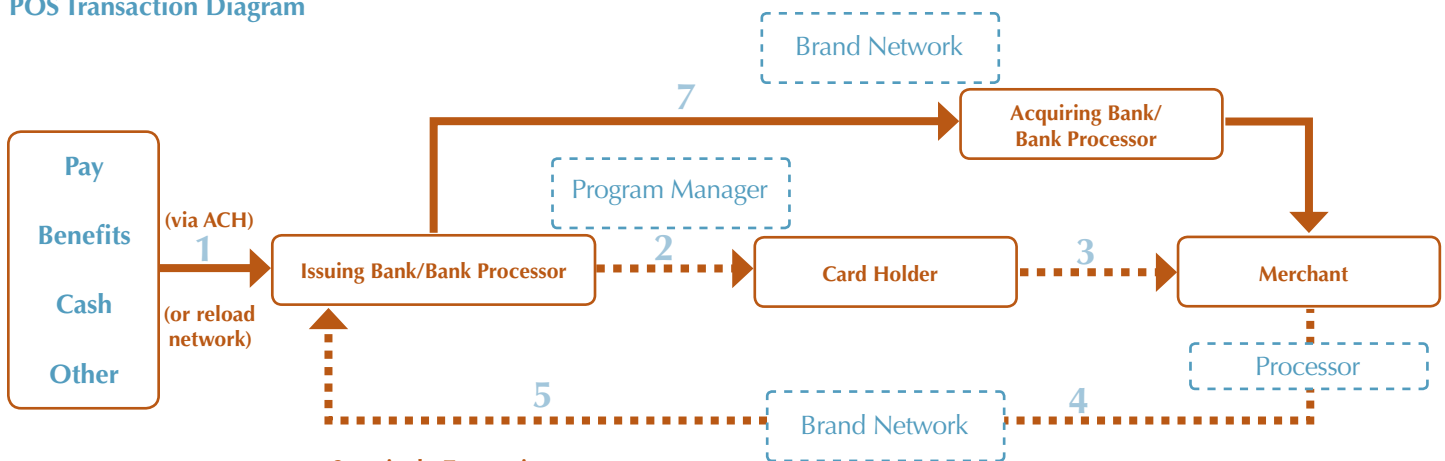 POS Transaction Diagram
Brand Network
7
Acquiring Bank/
Bank Processor
Pay
Benefits
Cash
Other
(via ACH)
1
(or reload
network)
Program Manager
Issuing Bank/Bank Processor
2
Card Holder
3
Merchant
Processor
5
Brand Network
4